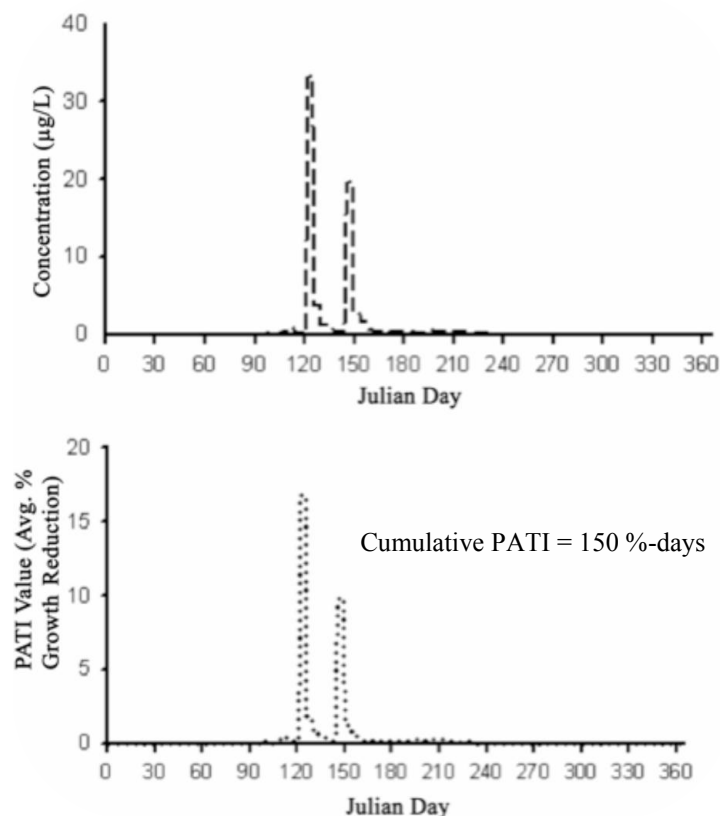 40
30
20
10
0
Concentration (µg/L)
0 30 60 90 120 150 180 210 240 270 300 330 360
Julian Day
20
15
10
5
0
PATI Value (Avg. %
Growth Reduction)
Cumulative PATI = 150 %-days
0 30 60 90 120 150 180 210 240 270 300 330 360
Julian Day